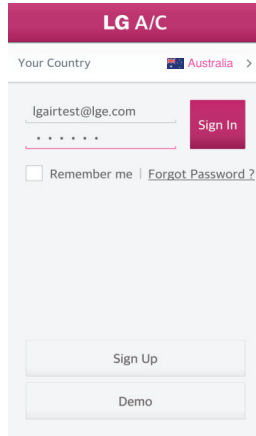 LG A/C
Your Country Australia >
lgairtest@lge.com
• • • • • •
Sign In
Remember me | Forgot Password ?
Sign Up
Demo